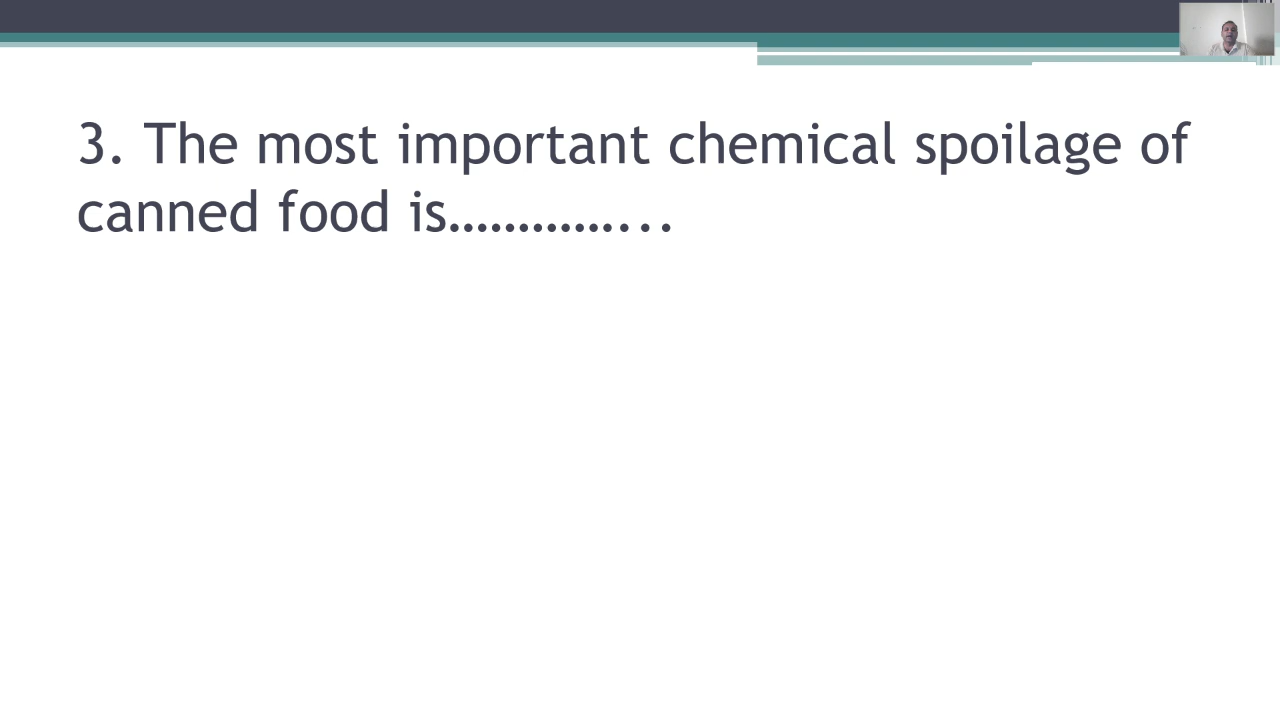 3. The most important chemical spoilage of
canned food is…………...